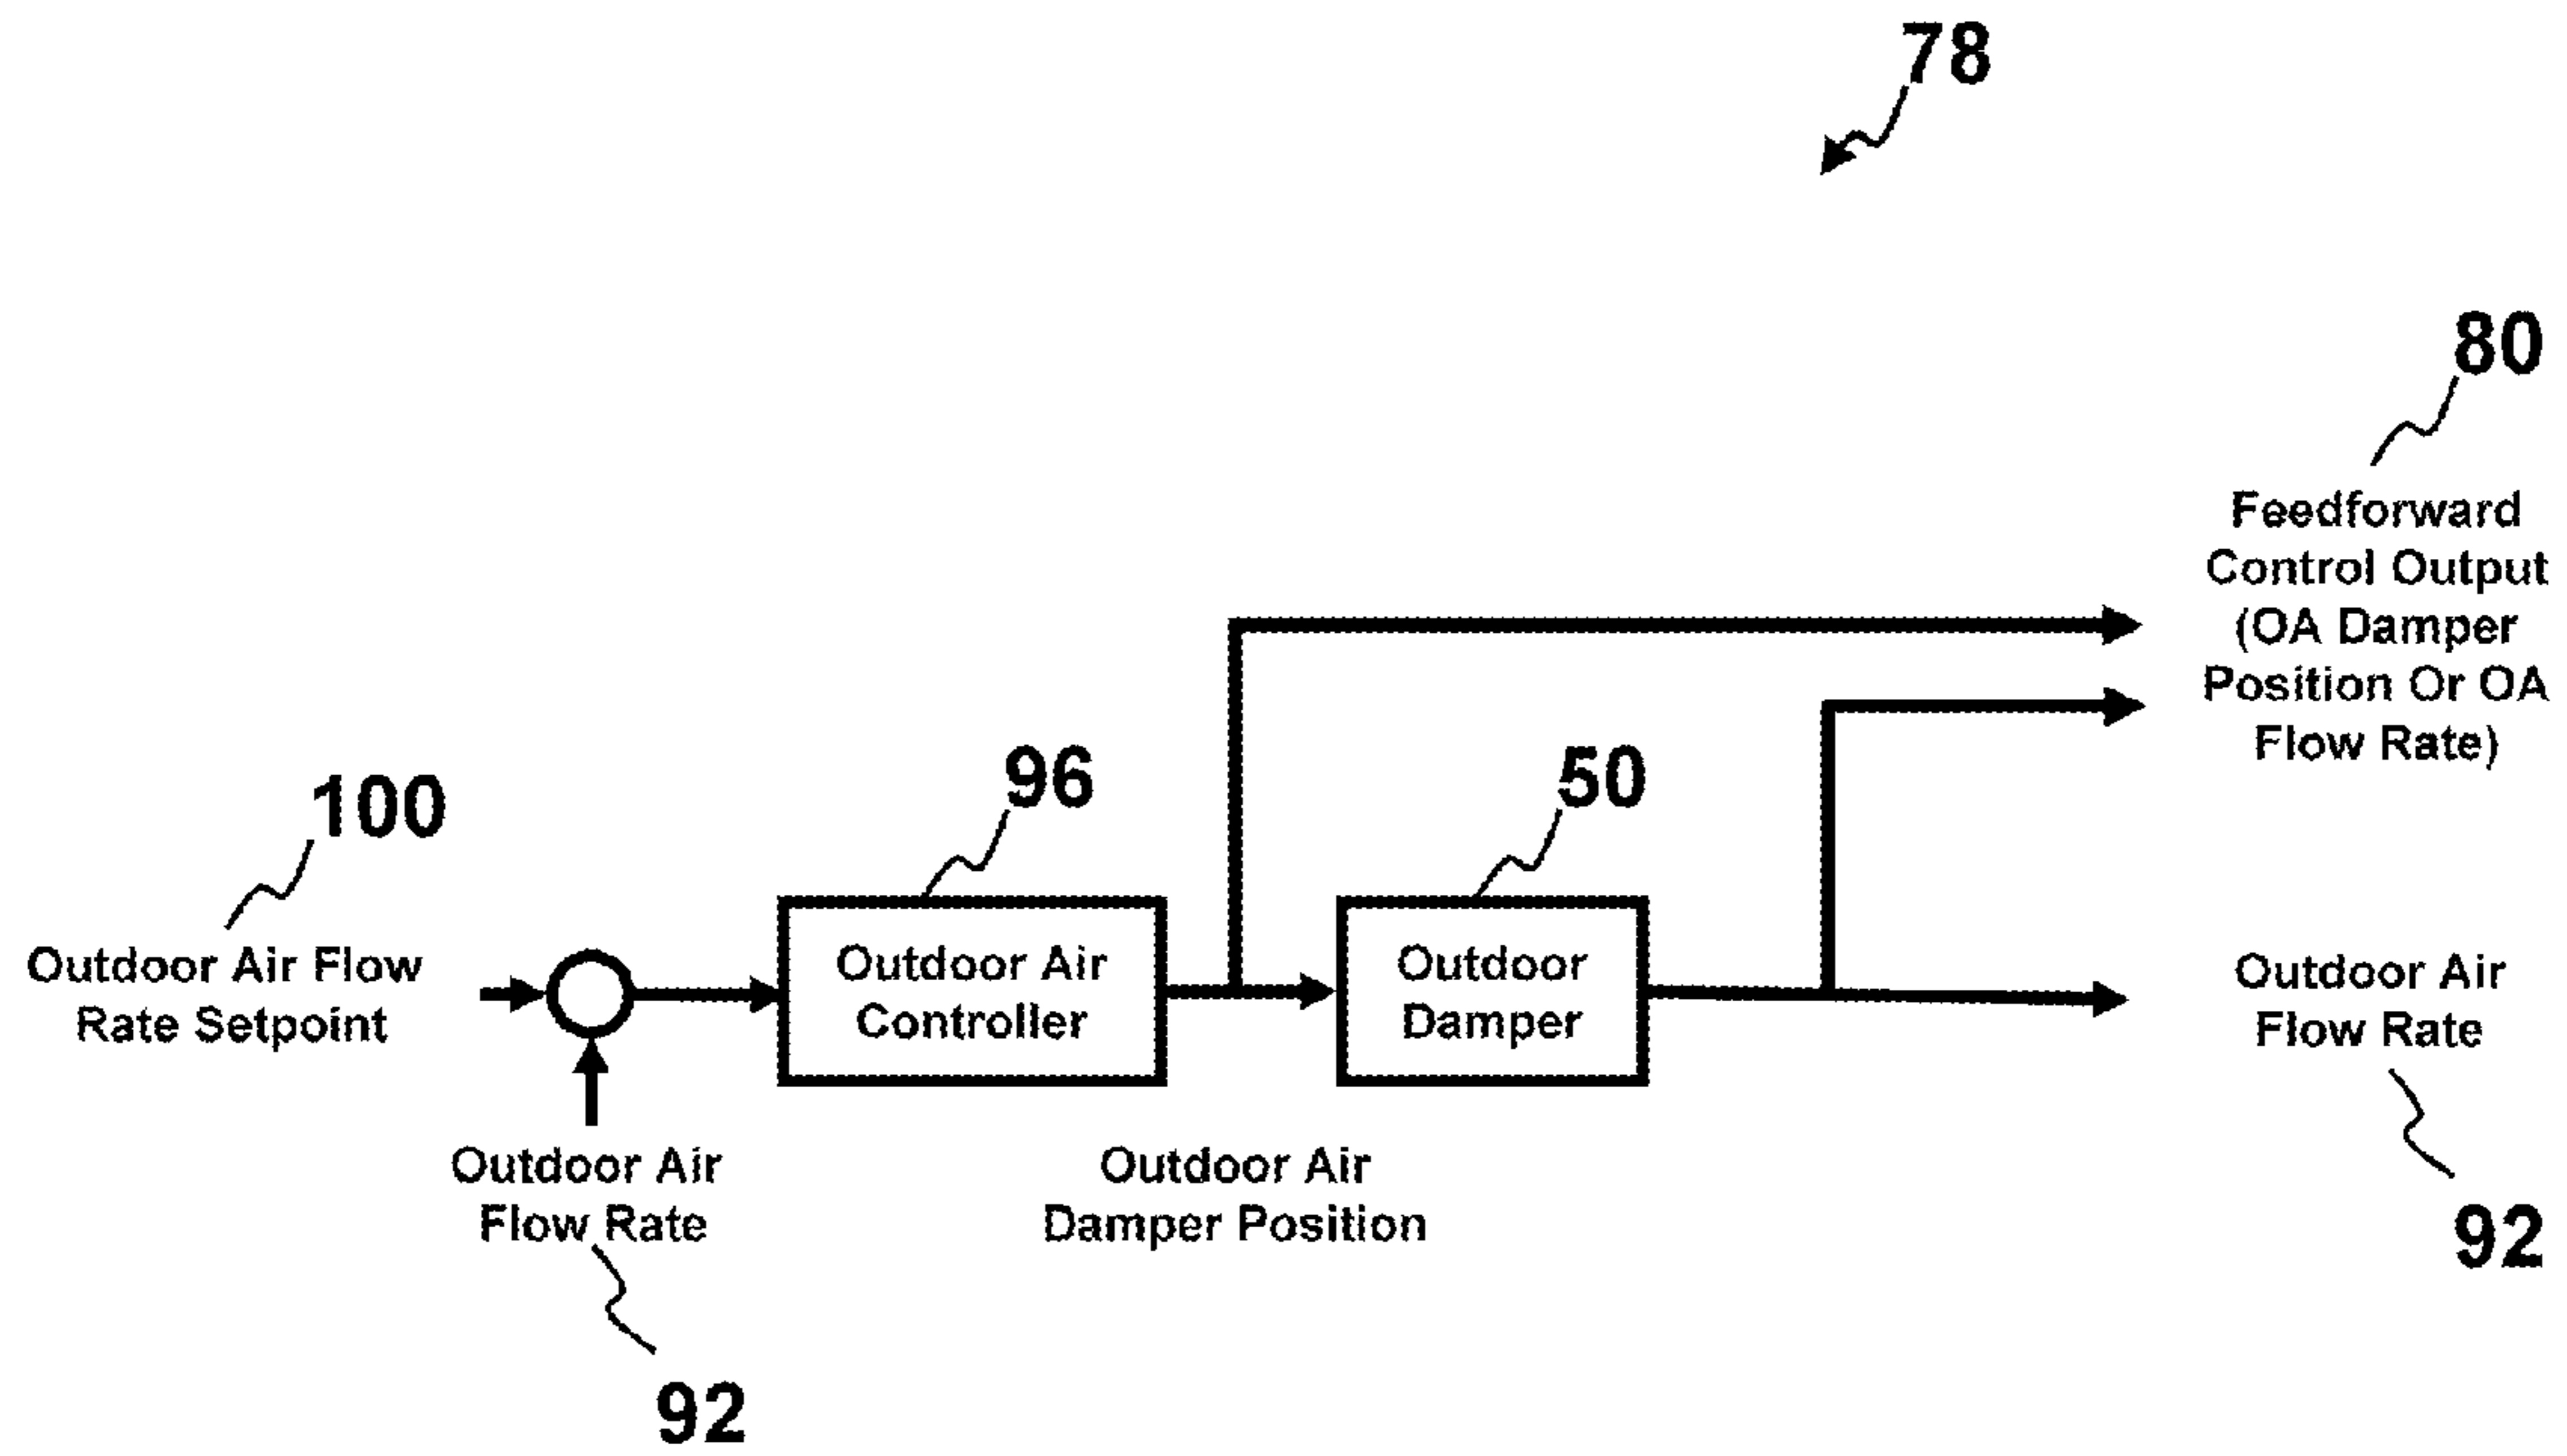 78
80
Feedforward
Control Output
(OA Damper
Position Or OA
Flow Rate)
100
96
50
Outdoor Air Flow
Rate Setpoint
Outdoor Air
Controller
Outdoor
Damper
Outdoor Air
Flow Rate
Outdoor Air
Flow Rate
Outdoor Air
Damper Position
92
92